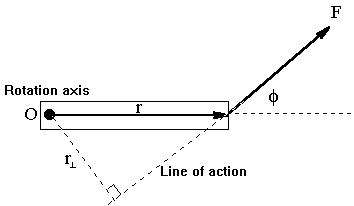 F
Rotation axis
ϕ
O
r
r⊥
Line of action